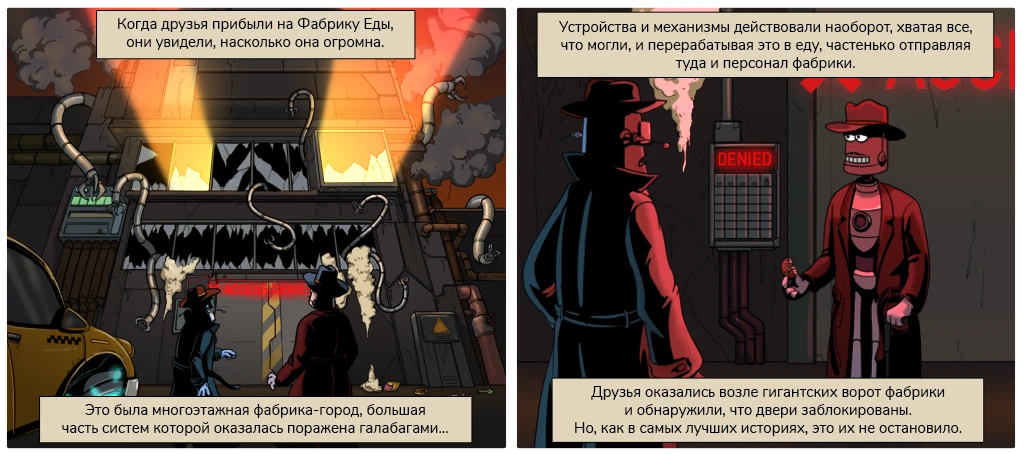 Когда друзья прибыли на Фабрику Еды,
они увидели, насколько она огромна.
Это была многоэтажная фабрика-город, большая
часть систем которой оказалась поражена галабагами...
Устройства и механизмы действовали наоборот, хватая все,
что могли, и перерабатывая это в еду, частенько отправляя
туда и персонал фабрики.
DENIED
Друзья оказались возле гигантских ворот фабрики
и обнаружили, что двери заблокированы.
Но, как в самых лучших историях, это их не остановило.